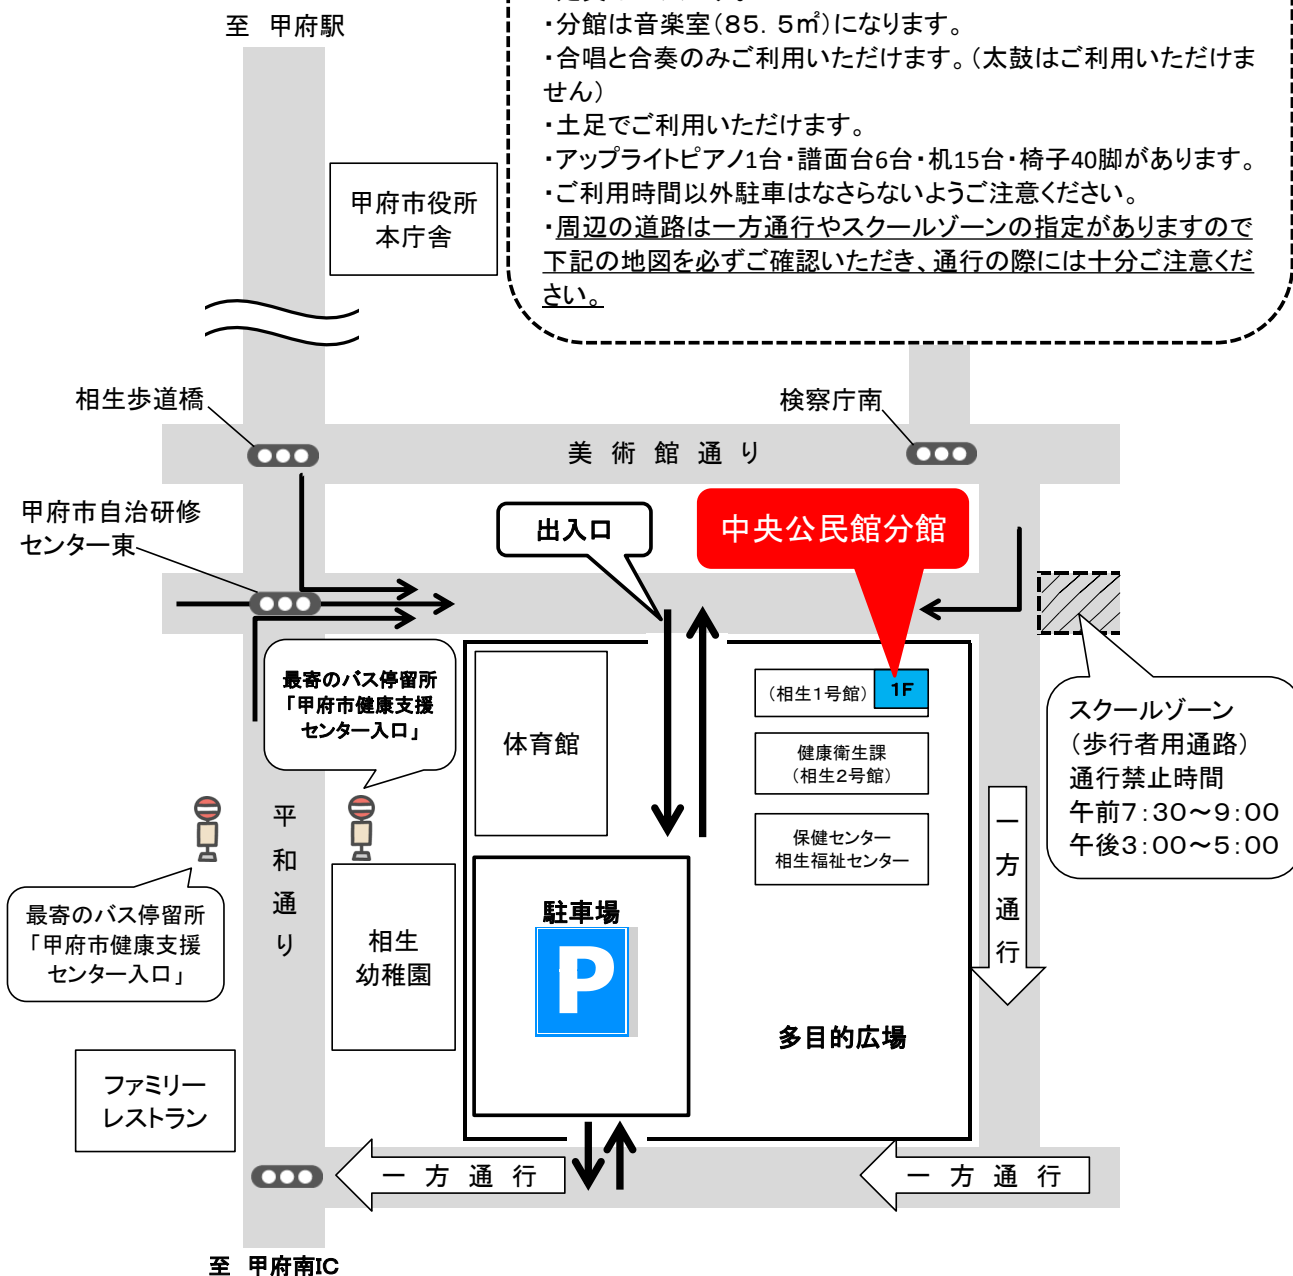 至 甲府駅
・分館は音楽室(85.5㎡)になります。
・合唱と合奏のみご利用いただけます。(太鼓はご利用いただけま
せん)
・土足でご利用いただけます。
・アップライトピアノ1台・譜面台6台・机15台・椅子40脚があります。
・ご利用時間以外駐車はなさらないようご注意ください。
・周辺の道路は一方通行やスクールゾーンの指定がありますので
下記の地図を必ずご確認いただき、通行の際には十分ご注意くだ
さい。
甲府市役所
本庁舎
相生歩道橋
検察庁南
美術館通り
甲府市自治研修
センター東
出入口
中央公民館分館
最寄のバス停留所
「甲府市健康支援
センター入口」
体育館
(相生1号館)
1F
健康衛生課
(相生2号館)
保健センター
相生福祉センター
スクールゾーン
(歩行者用通路)
通行禁止時間
午前7:30~9:00
午後3:00~5:00
一方通行
平和通り
最寄のバス停留所
「甲府市健康支援
センター入口」
相生
幼稚園
駐車場
P
多目的広場
ファミリー
レストラン
一方通行
一方通行
至 甲府南IC